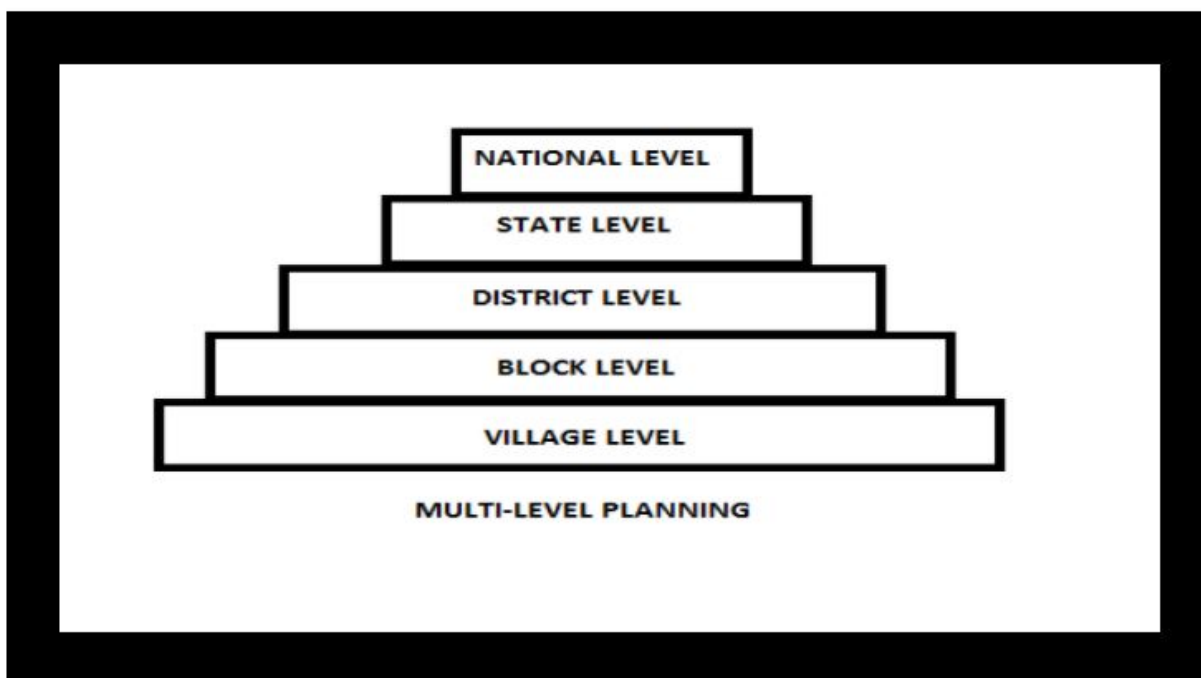 NATIONAL LEVEL
STATE LEVEL
DISTRICT LEVEL
BLOCK LEVEL
VILLAGE LEVEL
MULTI-LEVEL PLANNING